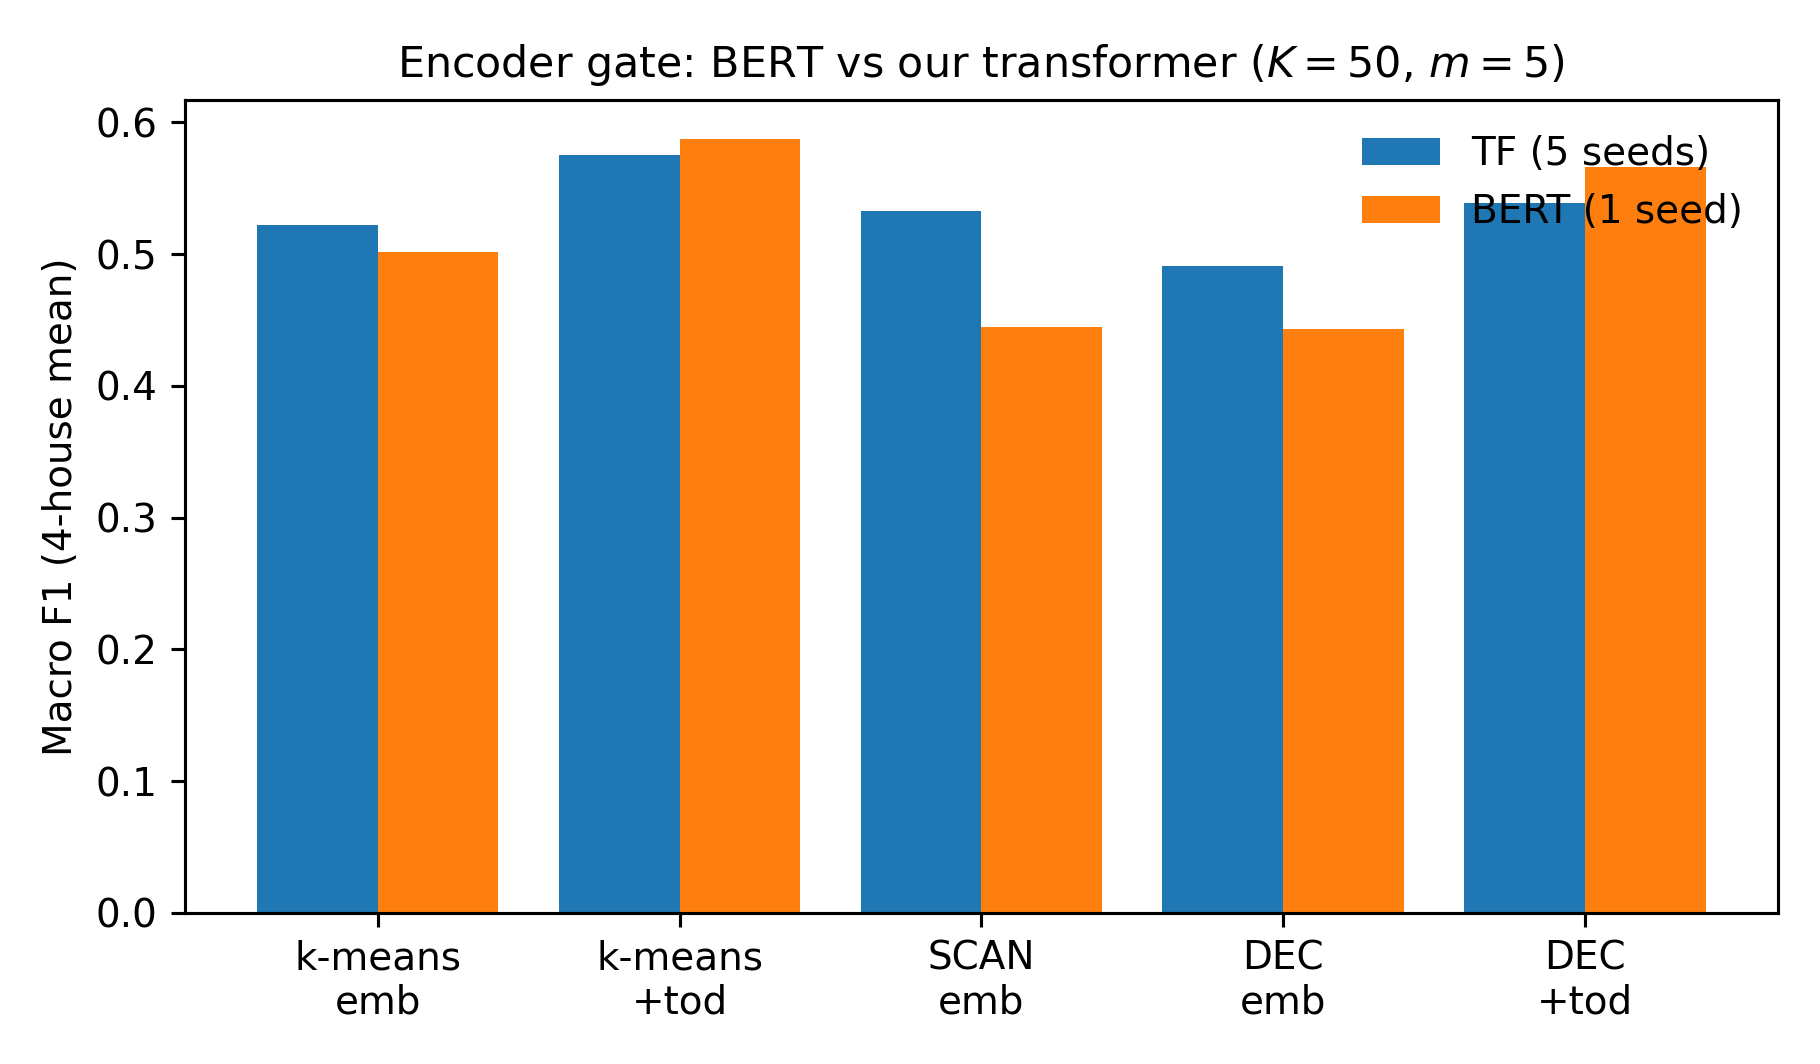 Encoder gate: BERT vs our transformer (K = 50, m = 5)
TF (5 seeds)
BERT (1 seed)
Macro F1 (4-house mean)
0.6
0.5
0.4
0.3
0.2
0.1
0.0
k-means
emb
k-means
+tod
SCAN
emb
DEC
emb
DEC
+tod